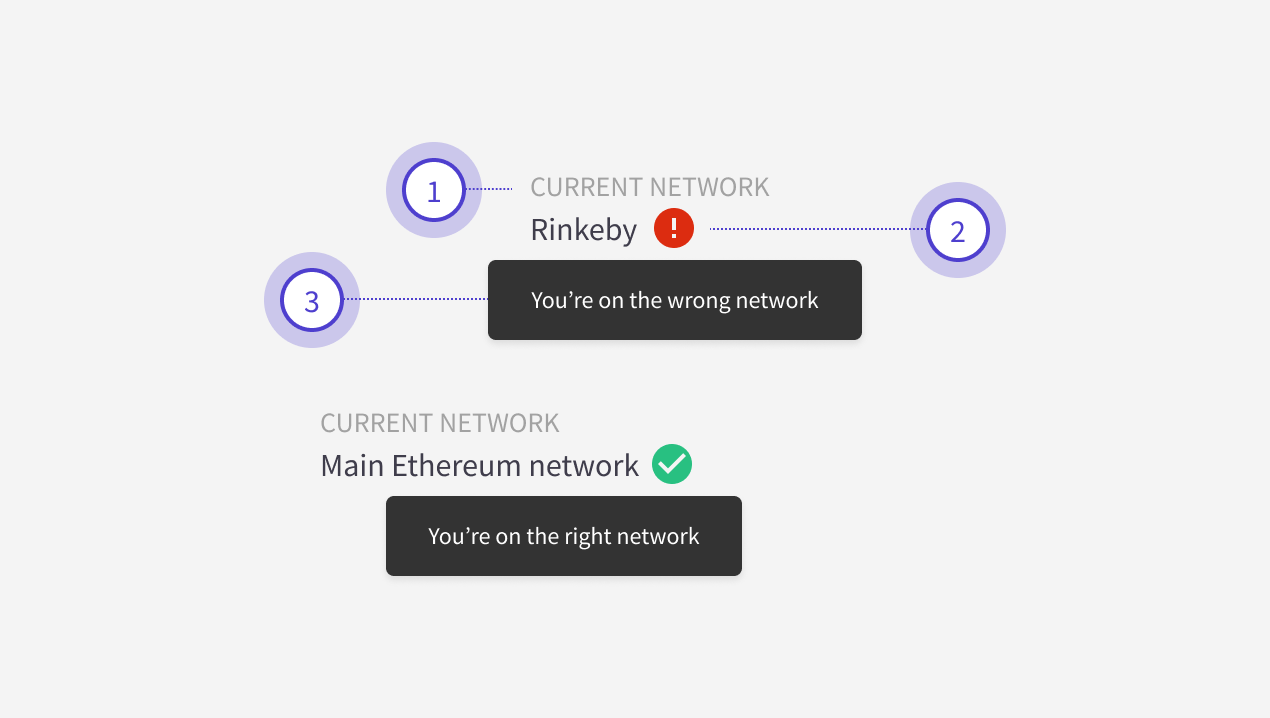 1
CURRENT NETWORK
Rinkeby !
2
3
You’re on the wrong network
CURRENT NETWORK
Main Ethereum network
You’re on the right network